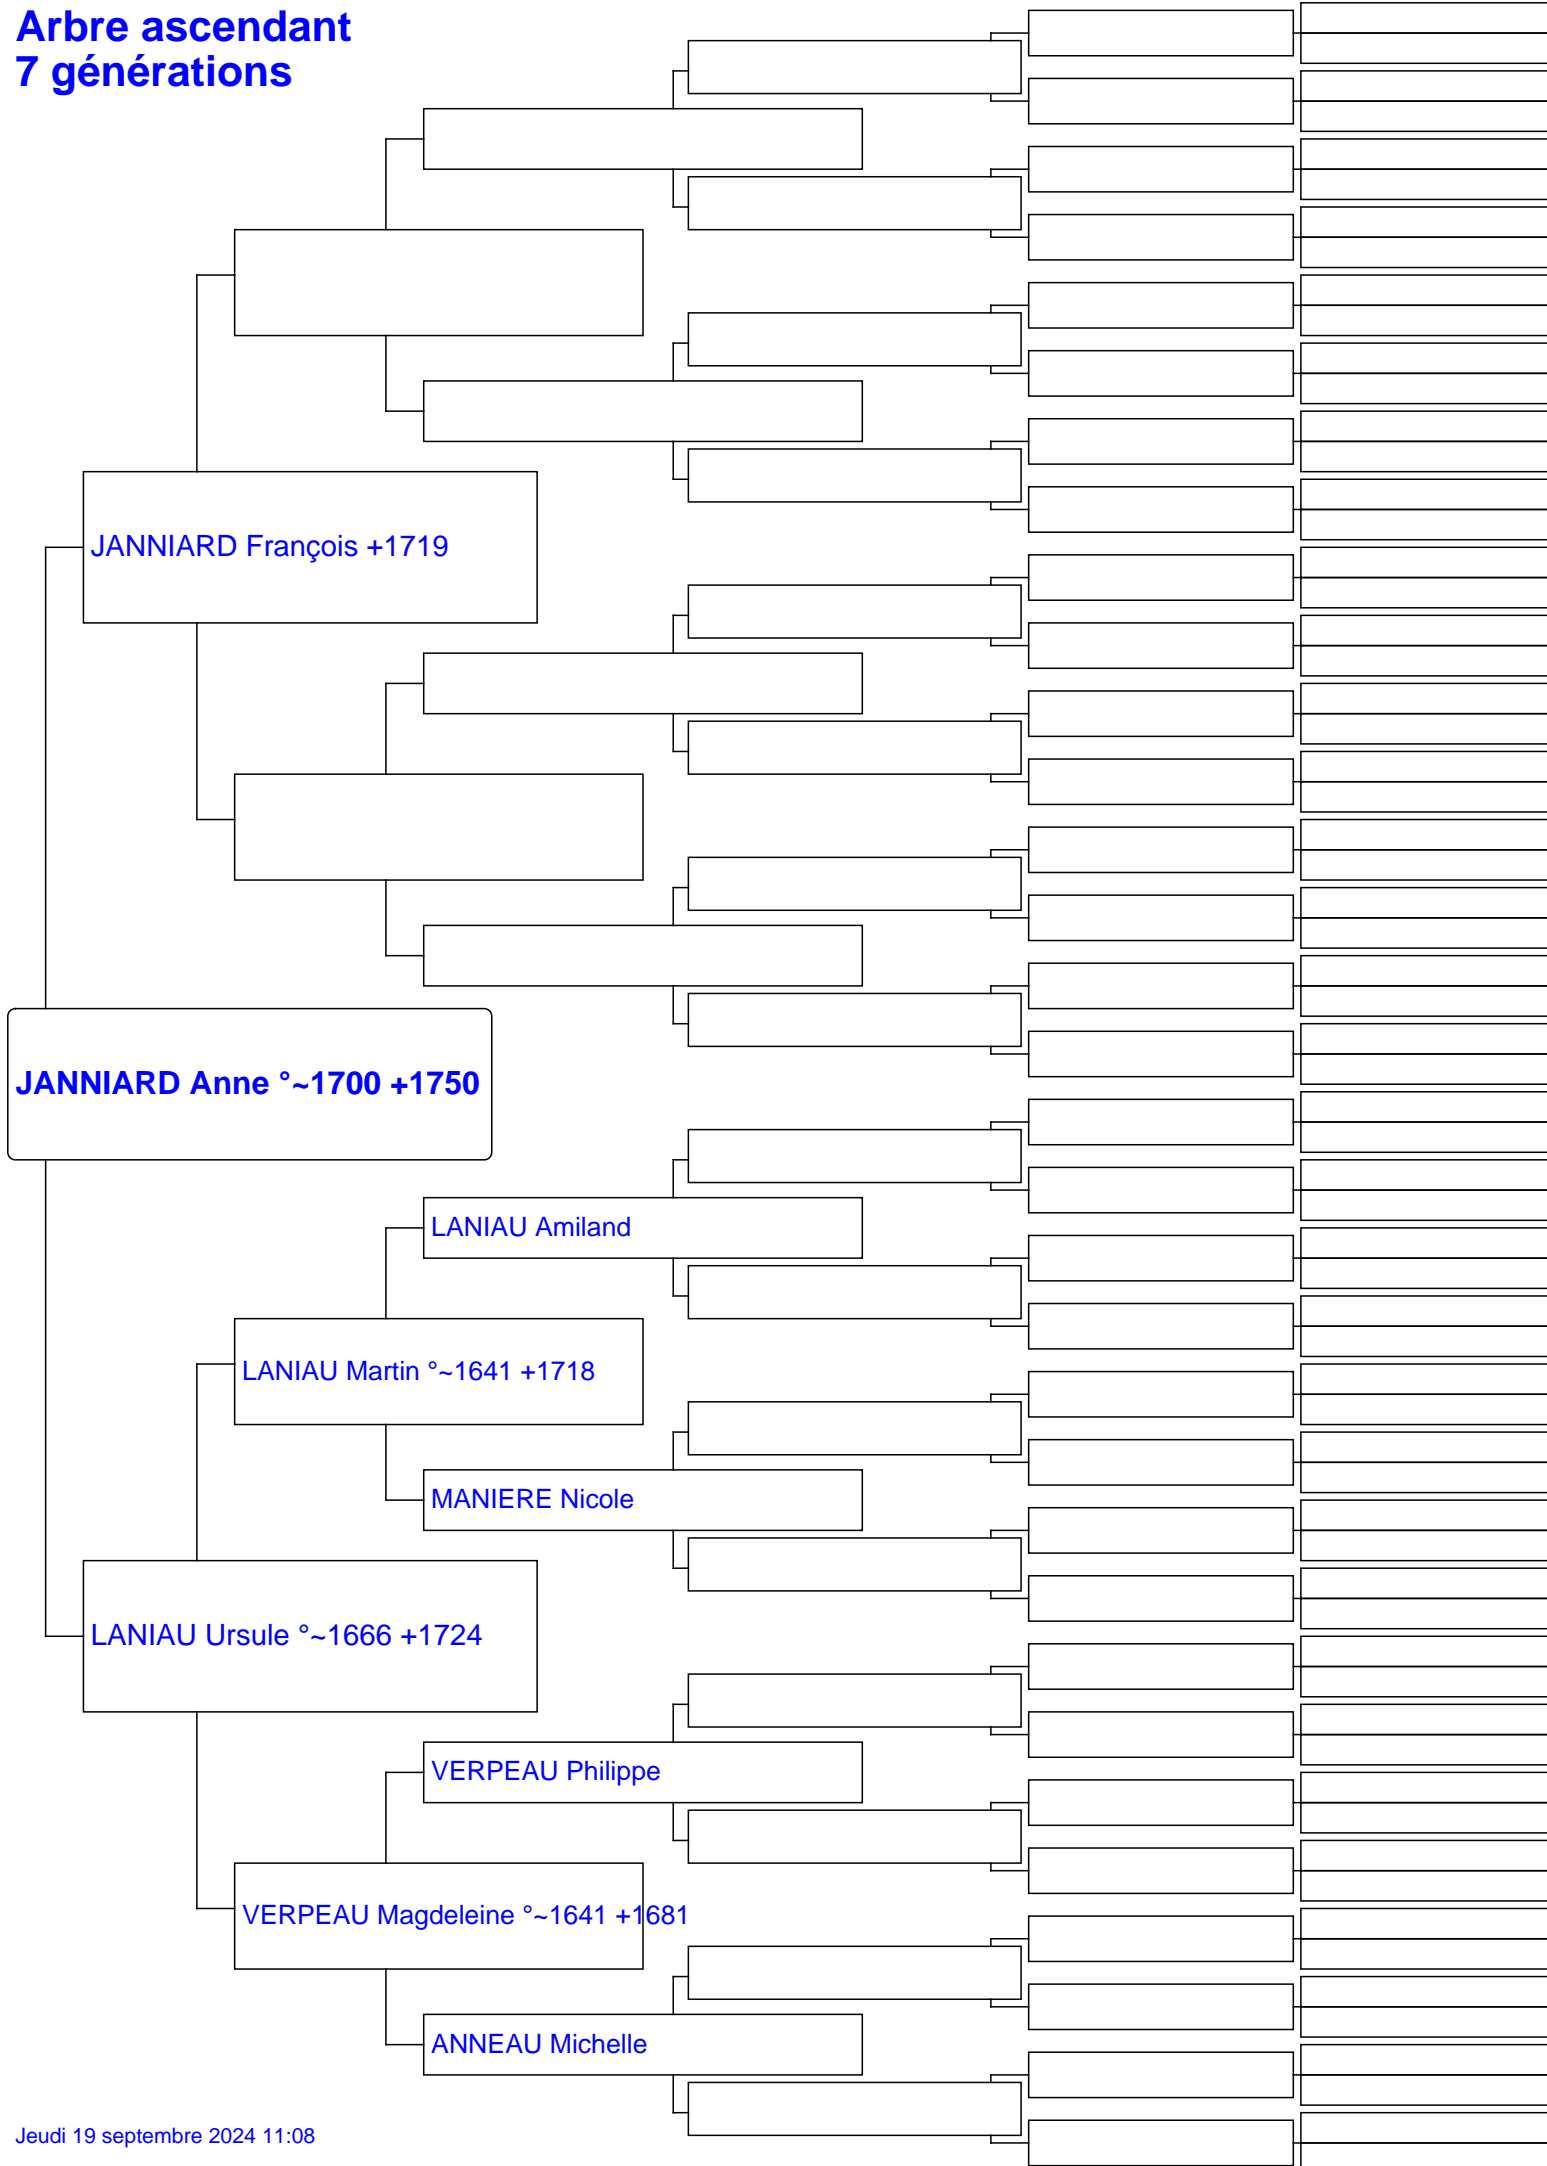 Arbre ascendant
7 générations
JANNIARD François +1719
JANNIARD Anne °~1700 +1750
LANIAU Amiland
LANIAU Martin °~1641 +1718
MANIERE Nicole
LANIAU Ursule °~1666 +1724
VERPEAU Philippe
VERPEAU Magdeleine °~1641 +1681
ANNEAU Michelle
Jeudi 19 septembre 2024 11:08